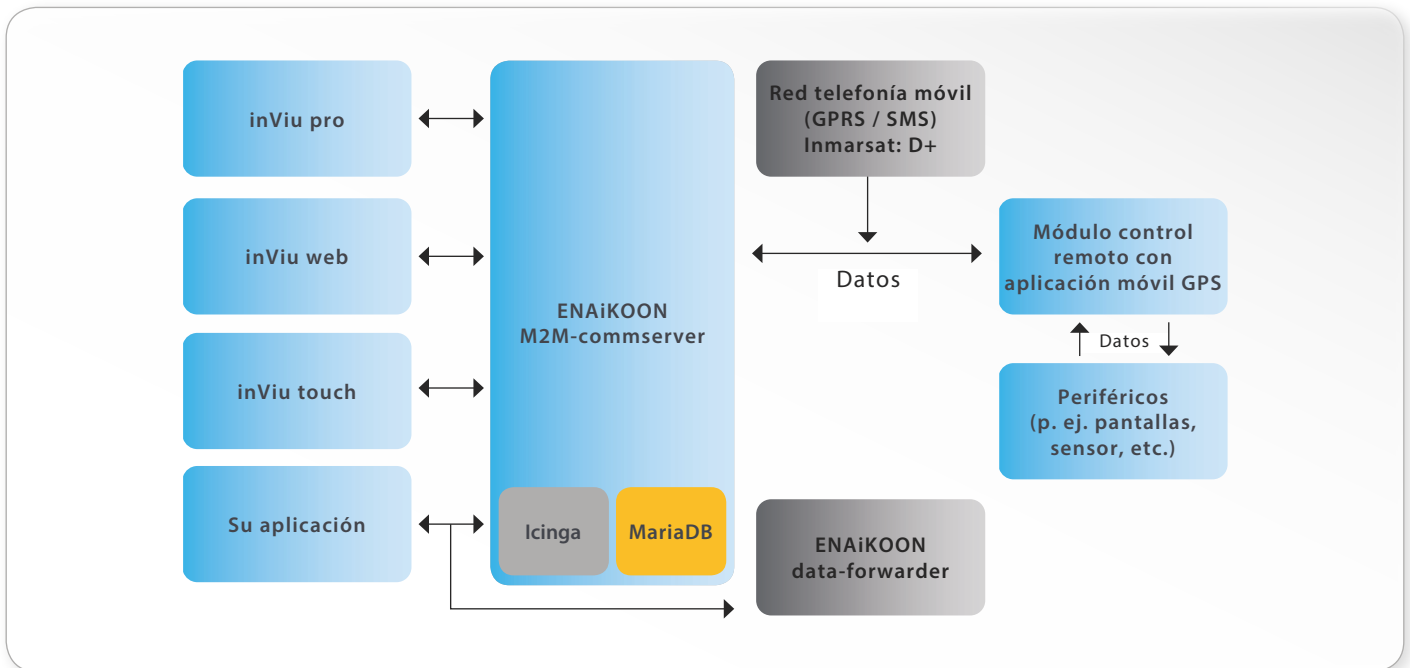 inViu pro
inViu web
inViu touch
Su aplicación
ENAiKOON
M2M-commserver
Icinga
MariaDB
Red telefonía móvil
(GPRS / SMS)
Inmarsat: D+
Datos
Módulo control
remoto con
aplicación móvil GPS
Datos
Periféricos
(p. ej. pantallas,
sensor, etc.)
ENAiKOON
data-forwarder